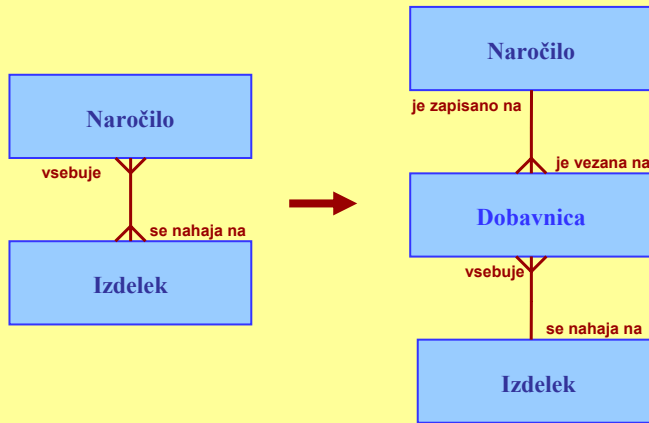 Naročilo
vsebuje
se nahaja na
Izdelek
Naročilo
je zapisano na
je vezana na
Dobavnica
vsebuje
se nahaja na
Izdelek